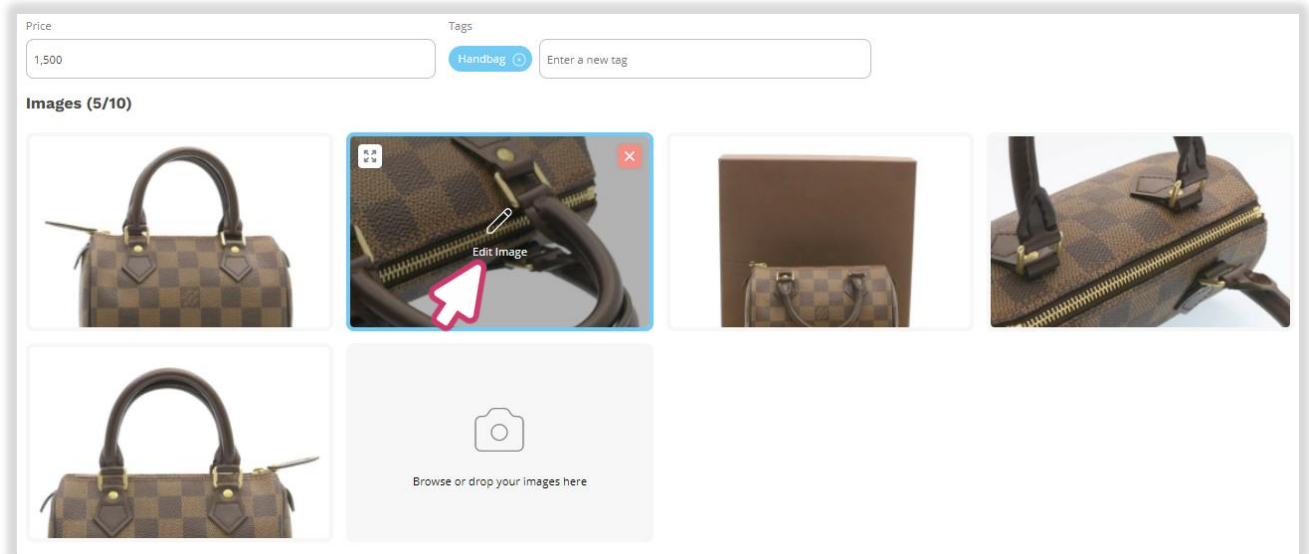 Price
Tags
1,500
Handbag
Enter a new tag
Images (5/10)
Edit Image
Browse or drop your images here